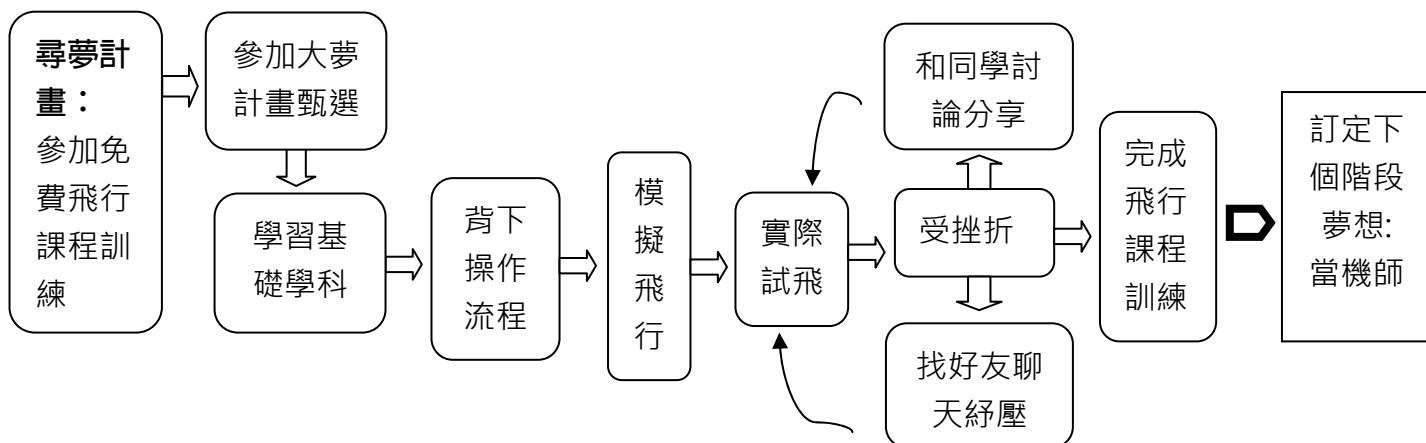 尋夢計
畫：
參加免
費飛行
課程訓
練
參加大夢
計畫甄選
學習基
礎學科
背下
操作
流程
模
擬
飛
行
實際
試飛
和同學討
論分享
受挫折
找好友聊
天紓壓
完成
飛行
課程
訓練
訂定下
個階段
夢想:
當機師